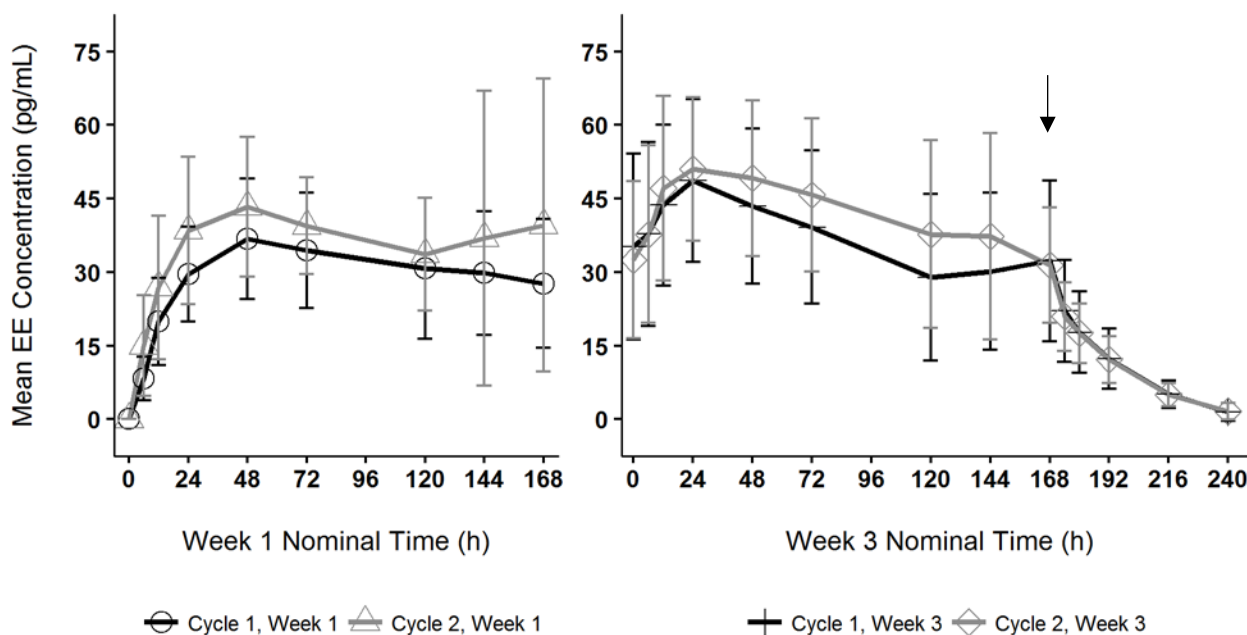 Mean EE Concentration (pg/mL)
75
60
45
30
15
0
0 24 48 72 96 120 144 168
Week 1 Nominal Time (h)
Cycle 1, Week 1 Cycle 2, Week 1
75
60
45
30
15
0
0 24 48 72 96 120 144 168 192 216 240
Week 3 Nominal Time (h)
Cycle 1, Week 3 Cycle 2, Week 3